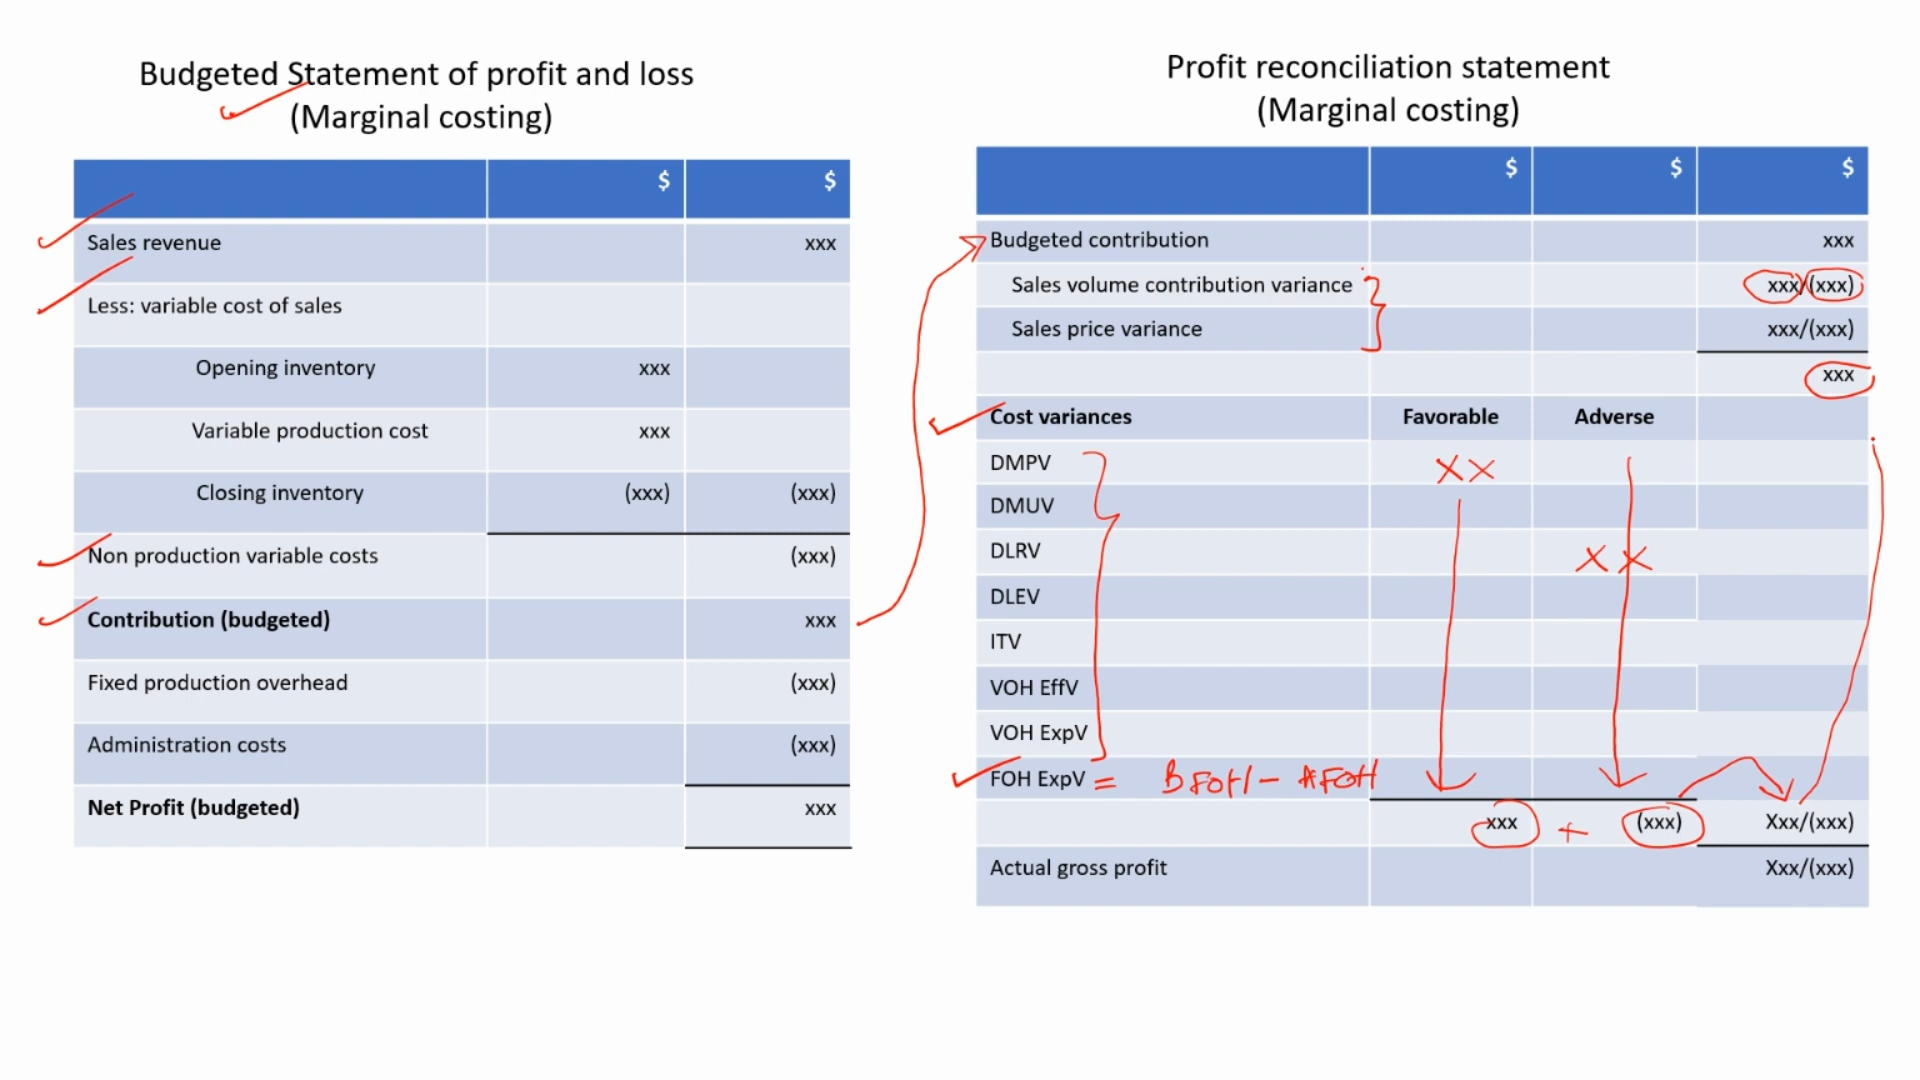 Budgeted Statement of profit and loss
(Marginal costing)
$ $
Sales revenue xxx
Less: variable cost of sales
Opening inventory xxx
Variable production cost xxx
Closing inventory (xxx) (xxx)
Non production variable costs (xxx)
Contribution (budgeted) xxx
Fixed production overhead (xxx)
Administration costs (xxx)
Net Profit (budgeted) xxx
Profit reconciliation statement
(Marginal costing)
$ $ $
Budgeted contribution xxx
Sales volume contribution variance xxx/(xxx)
Sales price variance xxx/(xxx)
xxx
Cost variances Favorable Adverse
DMPV XX
DMUV
DLRV XX
DLEV
ITV
VOH EffV
VOH ExpV
FOH ExpV = BFOH - AFOH
xxx + (xxx) Xxx/(xxx)
Actual gross profit Xxx/(xxx)